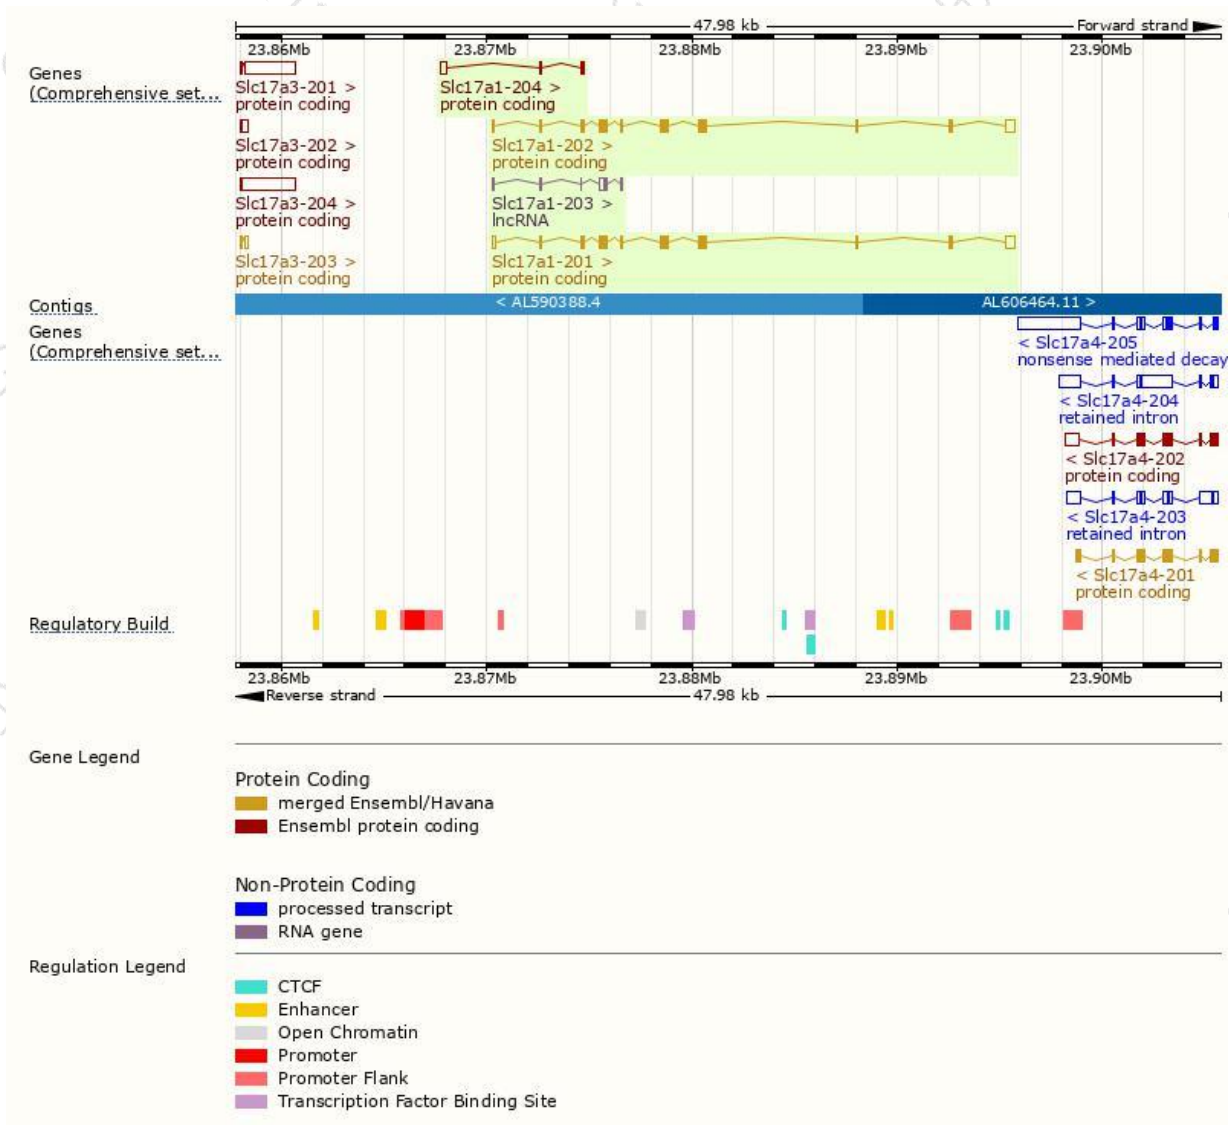 47.98 kb Forward strand
23.86Mb 23.87Mb 23.88Mb 23.89Mb 23.90Mb
Genes
(Comprehensive set...
Slc17a3-201 > Slc17a1-204 >
protein coding protein coding
Slc17a3-202 > Slc17a1-202 >
protein coding protein coding
Slc17a3-204 > Slc17a1-203 >
protein coding lncRNA
Slc17a3-203 > Slc17a1-201 >
protein coding protein coding
Contigs < AL590388.4 AL606464.11 >
Genes
(Comprehensive set...
< Slc17a4-205
nonsense mediated decay
< Slc17a4-204
retained intron
< Slc17a4-202
protein coding
< Slc17a4-203
retained intron
< Slc17a4-201
protein coding
Regulatory Build
23.86Mb 23.87Mb 23.88Mb 23.89Mb 23.90Mb
Reverse strand 47.98 kb
Gene Legend
Protein Coding
merged Ensembl/Havana
Ensembl protein coding
Non-Protein Coding
processed transcript
RNA gene
Regulation Legend
CTCF
Enhancer
Open Chromatin
Promoter
Promoter Flank
Transcription Factor Binding Site